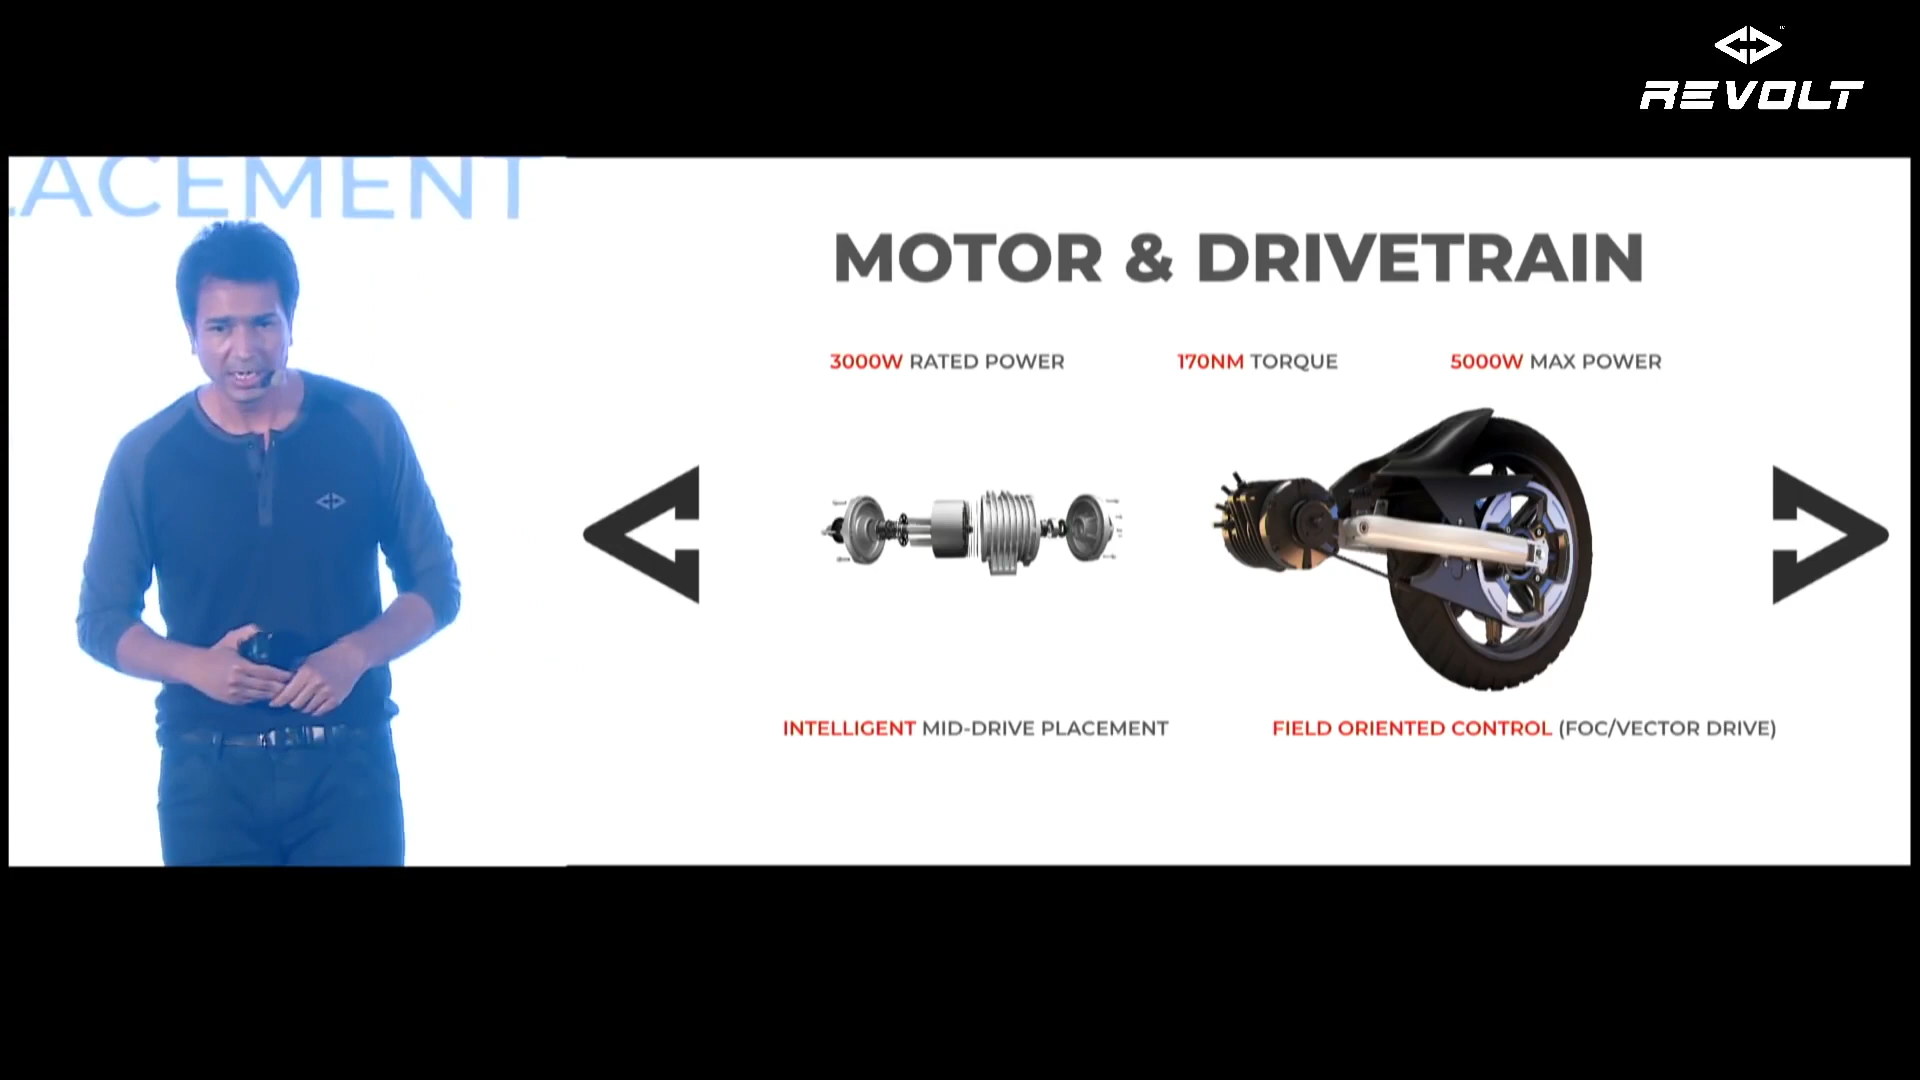 REVOLT
LACEMENT
MOTOR & DRIVETRAIN
3000W RATED POWER
170NM TORQUE
5000W MAX POWER
INTELLIGENT MID-DRIVE PLACEMENT
FIELD ORIENTED CONTROL (FOC/VECTOR DRIVE)